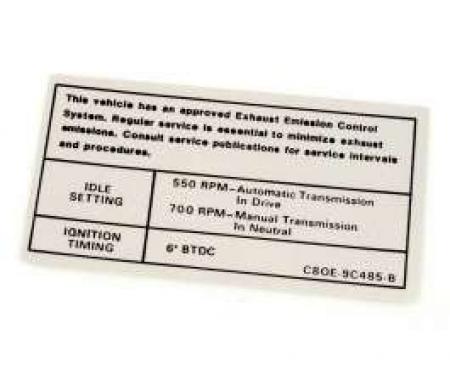 This vehicle has an approved Exhaust Emission Control
System. Regular service is essential to minimize exhaust
emissions. Consult service publications for service intervals
and procedures.
IDLE
SETTING
550 RPM-Automatic Transmission
In Drive
700 RPM-Manual Transmission
In Neutral
IGNITION
TIMING
6° BTDC
C8OE-9C485-B